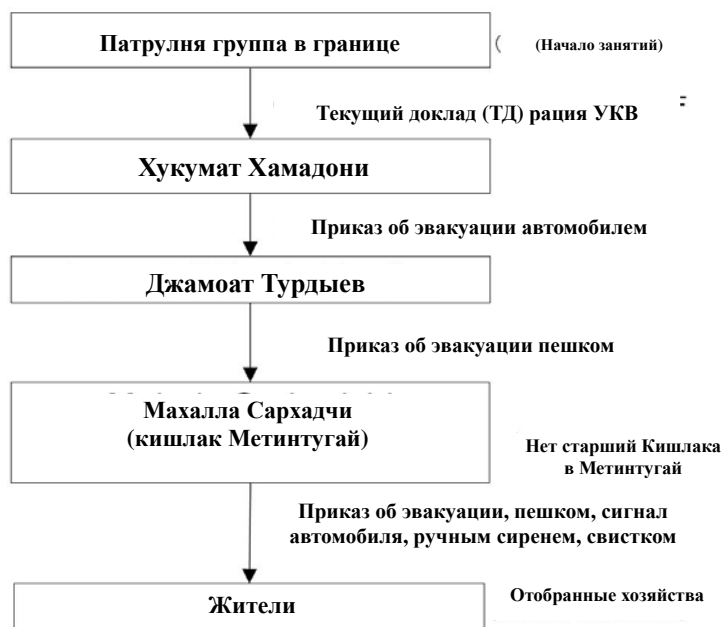 Патрулня группа в границе
(Начало занятий)
Текущий доклад (ТД) рация УКВ
Хукумат Хамадони
Приказ об эвакуации автомобилем
Джамоат Турдыев
Приказ об эвакуации пешком
Махалла Сархадчи
(кишлак Метинтугай)
Нет старший Кишлака
в Метинтугай
Приказ об эвакуации, пешком, сигнал
автомобиля, ручным сиренем, свистком
Жители
Отобранные хозяйства